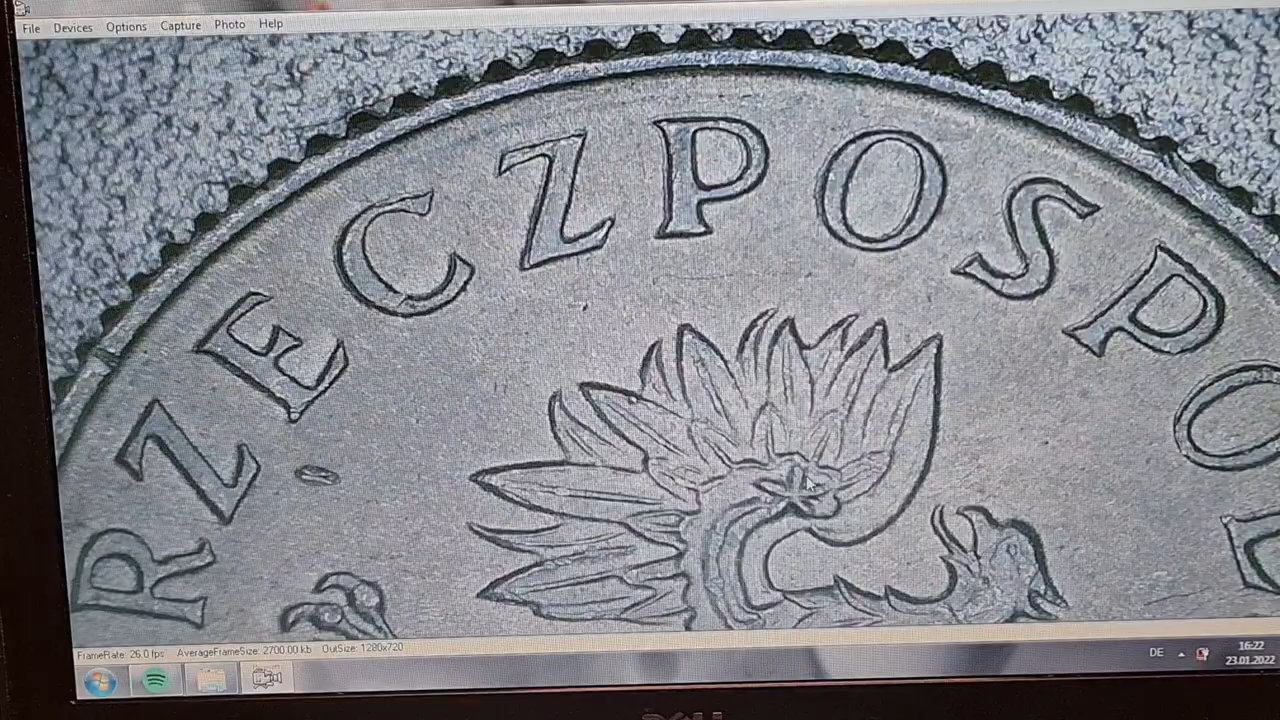 File Devices Options Capture Photo Help
RZECZPOSPOL
FrameRate: 26.0 fps AverageFrameSize: 2700.00 kb OutSize: 1280x720
DE
16:22
23.01.2022